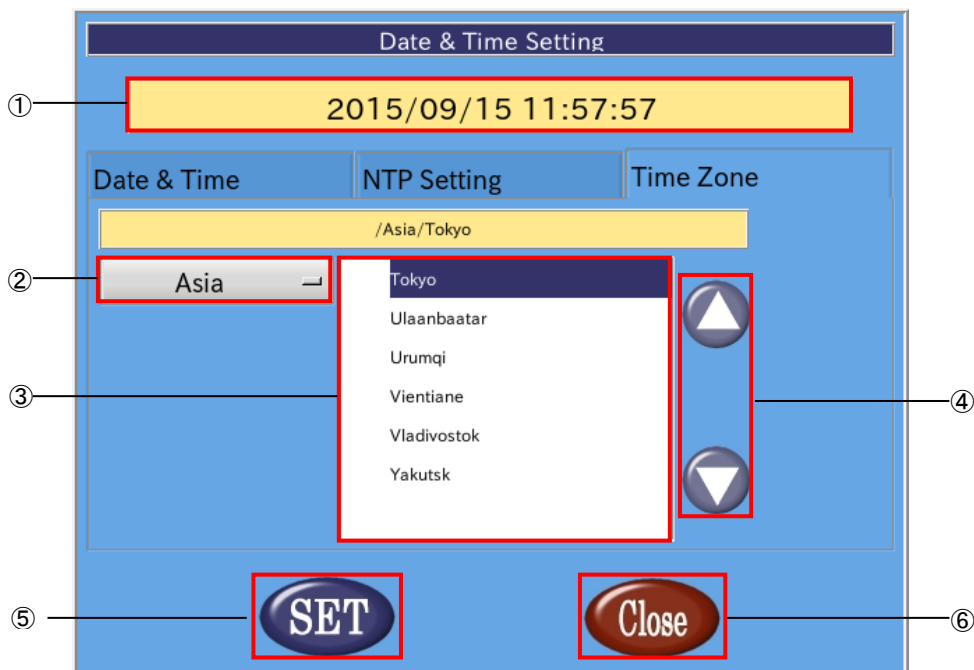 Date & Time Setting
① 2015/09/15 11:57:57
Date & Time NTP Setting Time Zone
/Asia/Tokyo
② Asia
Tokyo
Ulaanbaatar
Urumqi
③ Vientiane ④
Vladivostok
Yakutsk
⑤ SET Close ⑥